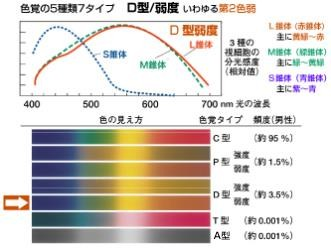 色覚の5種類7タイプ D型/弱度 いわゆる第2色弱
D 型弱度
S錐体
L錐体
M錐体
3 種の
視細胞の
分光感度
(相対値)
L 錐体 (赤錐体)
主に黄緑〜赤
M錐体 (緑錐体)
主に緑〜黄緑
S 錐体 (青錐体)
主に紫〜青
400 500 600 700 nm 光の波長
色の見え方 色覚タイプ 頻度(男性)
C 型 (約 95 %)
P 型 強度 弱度 (約 1.5%)
D 型 強度 弱度 (約 3.5%)
T 型 (約 0.001%)
A型 (約 0.001%)